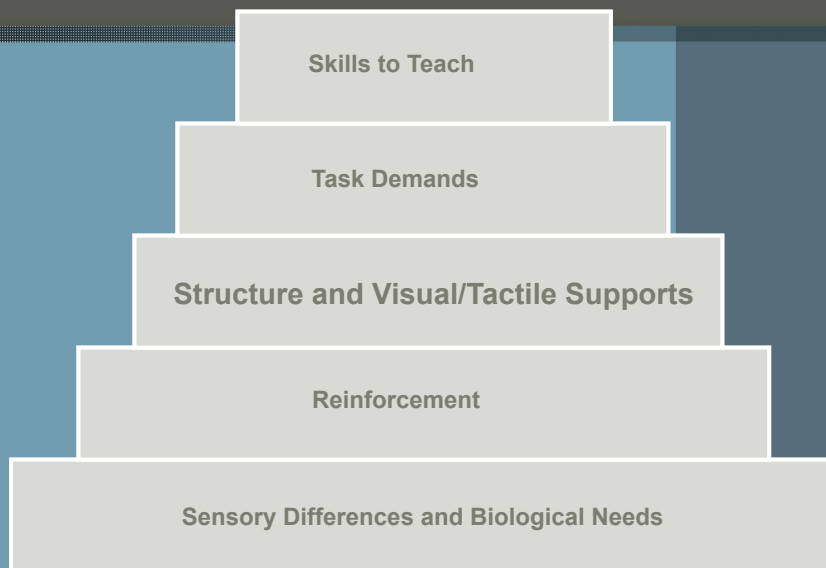 Skills to Teach
Task Demands
Structure and Visual/Tactile Supports
Reinforcement
Sensory Differences and Biological Needs